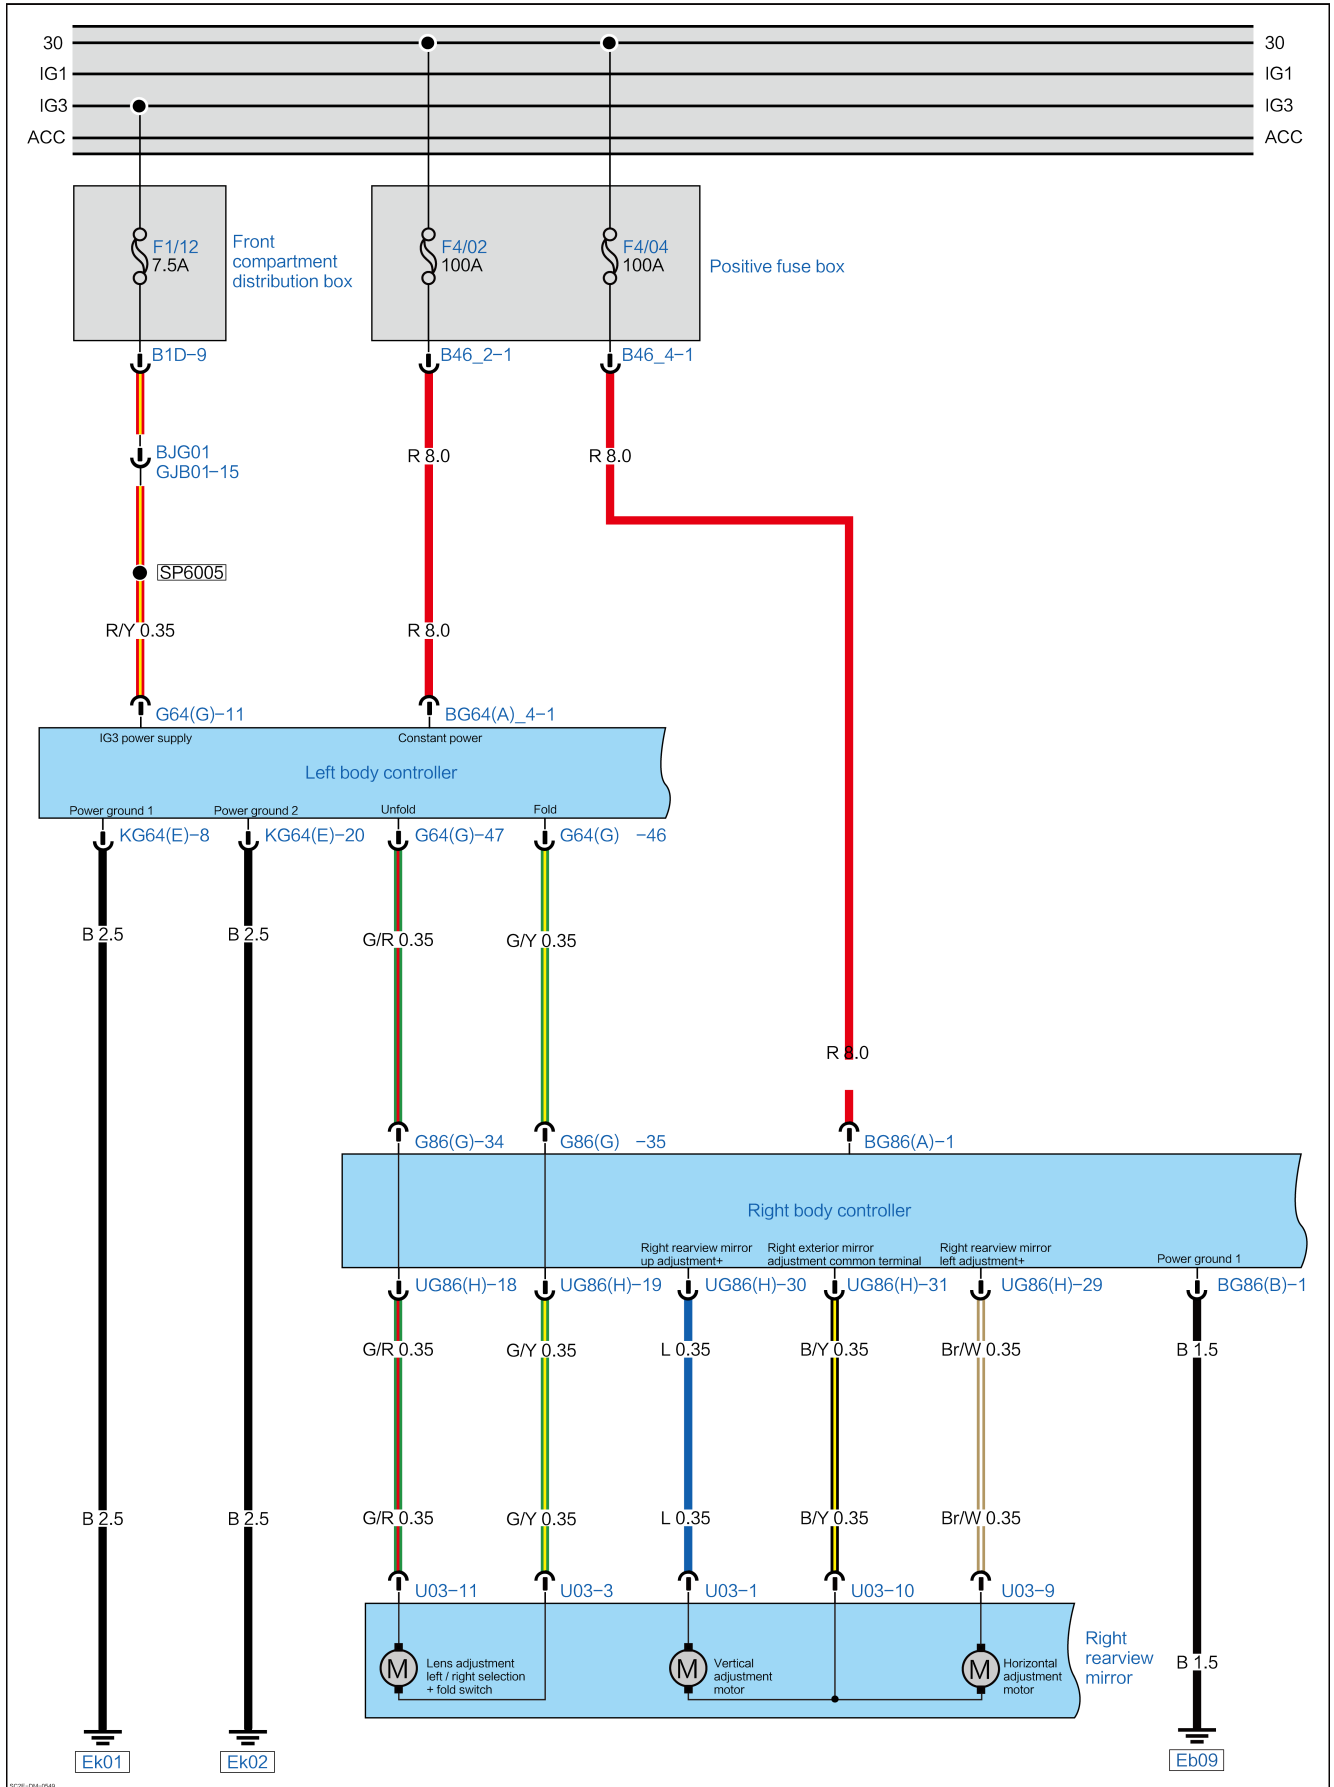 30 30
IG1 IG1
IG3 IG3
ACC ACC
F1/12
7.5A
Front
compartment
distribution box
F4/02
100A
F4/04
100A
Positive fuse box
B1D-9
B46_2-1
B46_4-1
BJG01
GJB01-15
R 8.0
R 8.0
SP6005
R/Y 0.35
R 8.0
G64(G)-11
BG64(A)_4-1
IG3 power supply
Constant power
Left body controller
Power ground 1
Power ground 2
Unfold
Fold
KG64(E)-8
KG64(E)-20
G64(G)-47
G64(G) -46
B 2.5
B 2.5
G/R 0.35
G/Y 0.35
R 8.0
G86(G)-34
G86(G) -35
BG86(A)-1
Right body controller
Right rearview mirror
up adjustment+
Right exterior mirror
adjustment common terminal
Right rearview mirror
left adjustment+
Power ground 1
UG86(H)-18
UG86(H)-19
UG86(H)-30
UG86(H)-31
UG86(H)-29
BG86(B)-1
G/R 0.35
G/Y 0.35
L 0.35
B/Y 0.35
Br/W 0.35
B 1.5
B 2.5
B 2.5
G/R 0.35
G/Y 0.35
L 0.35
B/Y 0.35
Br/W 0.35
U03-11
U03-3
U03-1
U03-10
U03-9
M
Lens adjustment
left / right selection
+ fold switch
M
Vertical
adjustment
motor
M
Horizontal
adjustment
motor
Right
rearview
mirror
B 1.5
Ek01
Ek02
Eb09